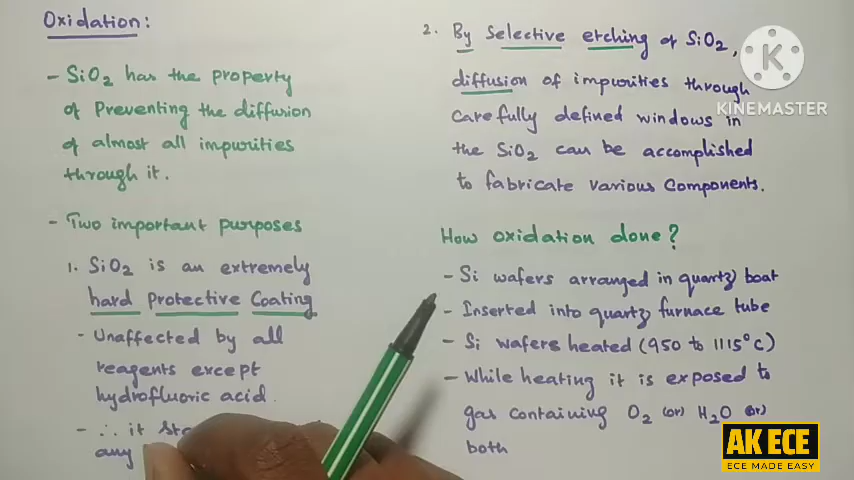 Oxidation:
- SiO2 has the property
of Preventing the diffusion
of almost all impurities
through it.
- Two important purposes
1. SiO2 is an extremely
hard Protective Coating
- Unaffected by all
reagents except
hydrofluoric acid.
- ∴ it
any
2. By Selective etching of SiO2,
diffusion of impurities through
carefully defined windows in
the SiO2 can be accomplished
to fabricate various Components.
How oxidation done?
- Si wafers arranged in quartz boat
- Inserted into quartz furnace tube
- Si wafers heated (950 to 1115°C)
- While heating it is exposed to
gas containing O2 (or) H2O (or)
both
K
KINEMASTER
AK ECE
ECE MADE EASY